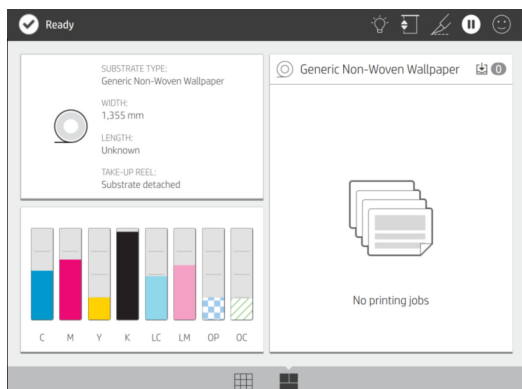 Ready
SUBSTRATE TYPE:
Generic Non-Woven Wallpaper
WIDTH:
1,355 mm
LENGTH:
Unknown
TAKE-UP REEL:
Substrate detached
C M Y K LC LM OP OC
Generic Non-Woven Wallpaper 0
No printing jobs